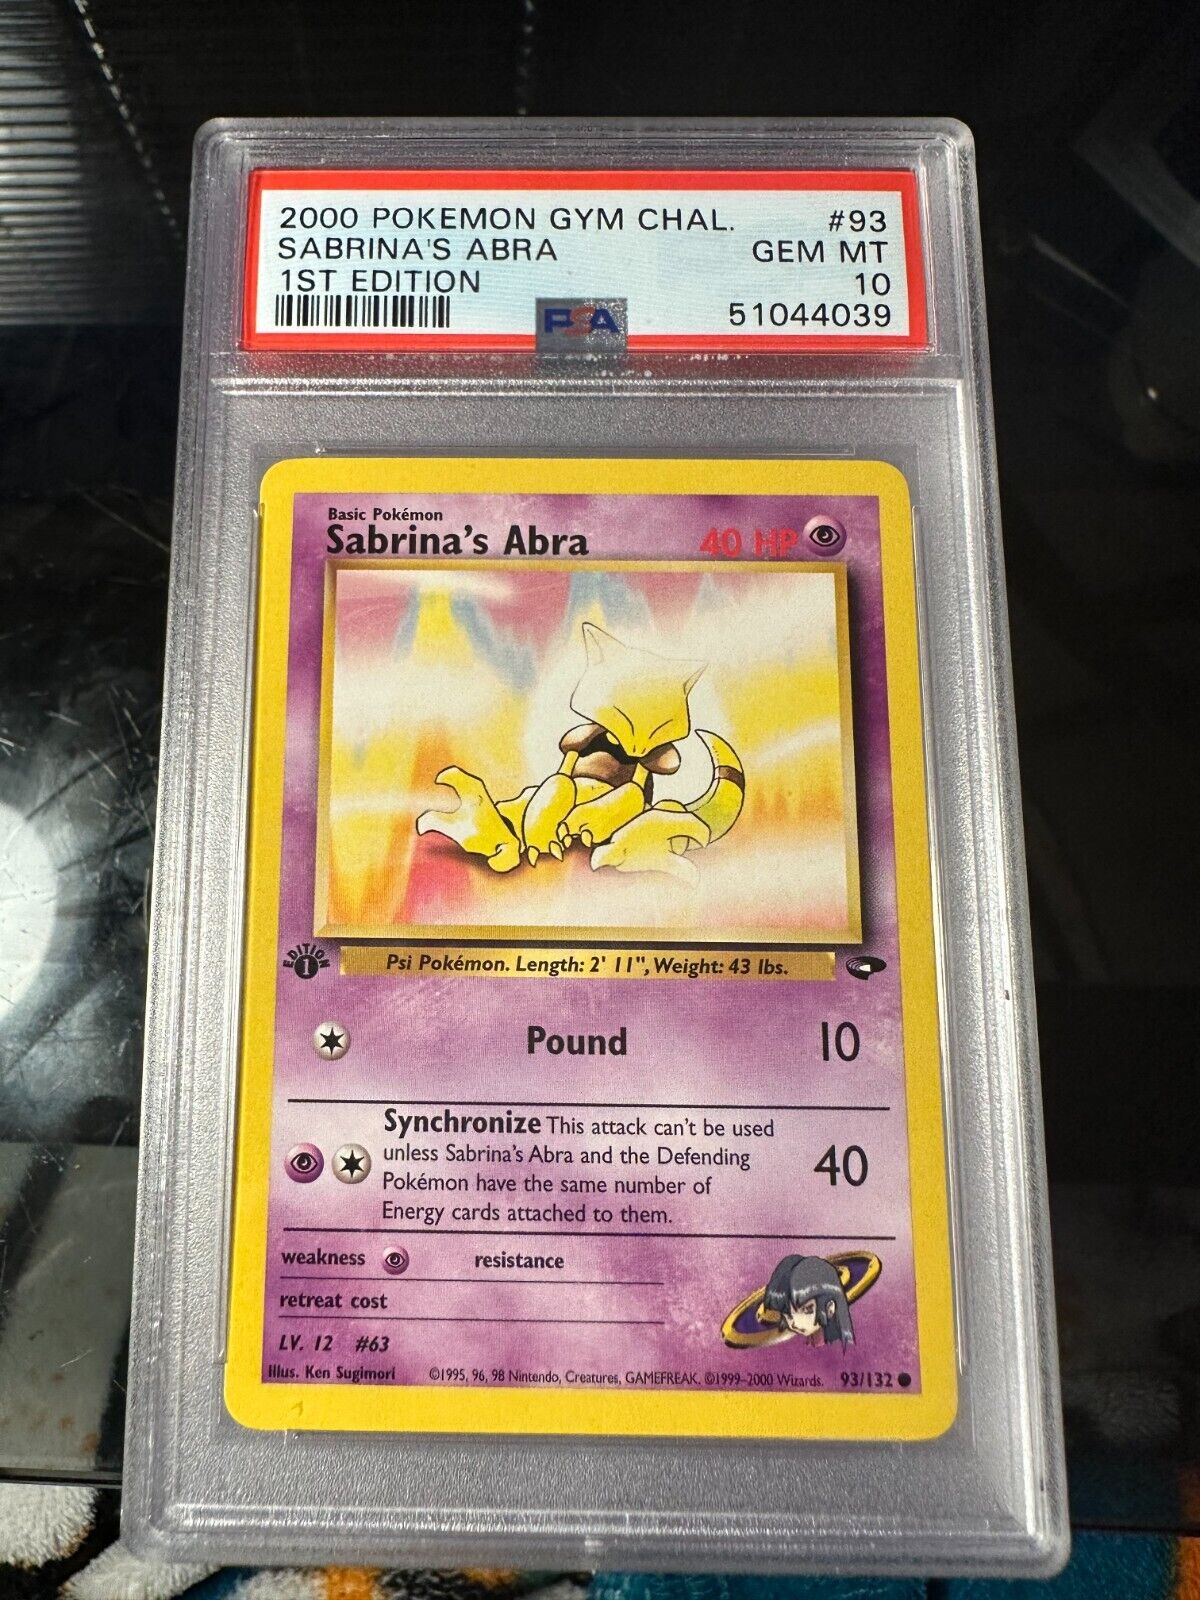 2000 POKEMON GYM CHAL. #93
SABRINA'S ABRA GEM MT
1ST EDITION 10
PSA 51044039
Basic Pokémon
Sabrina's Abra 40 HP
EDITION 1
Psi Pokémon. Length: 2' 11", Weight: 43 lbs.
Pound 10
Synchronize This attack can't be used
unless Sabrina's Abra and the Defending
Pokémon have the same number of
Energy cards attached to them.
40
weakness resistance
retreat cost
LV. 12 #63
Illus. Ken Sugimori ©1995, 96, 98 Nintendo, Creatures, GAMEFREAK. ©1999-2000 Wizards. 93/132